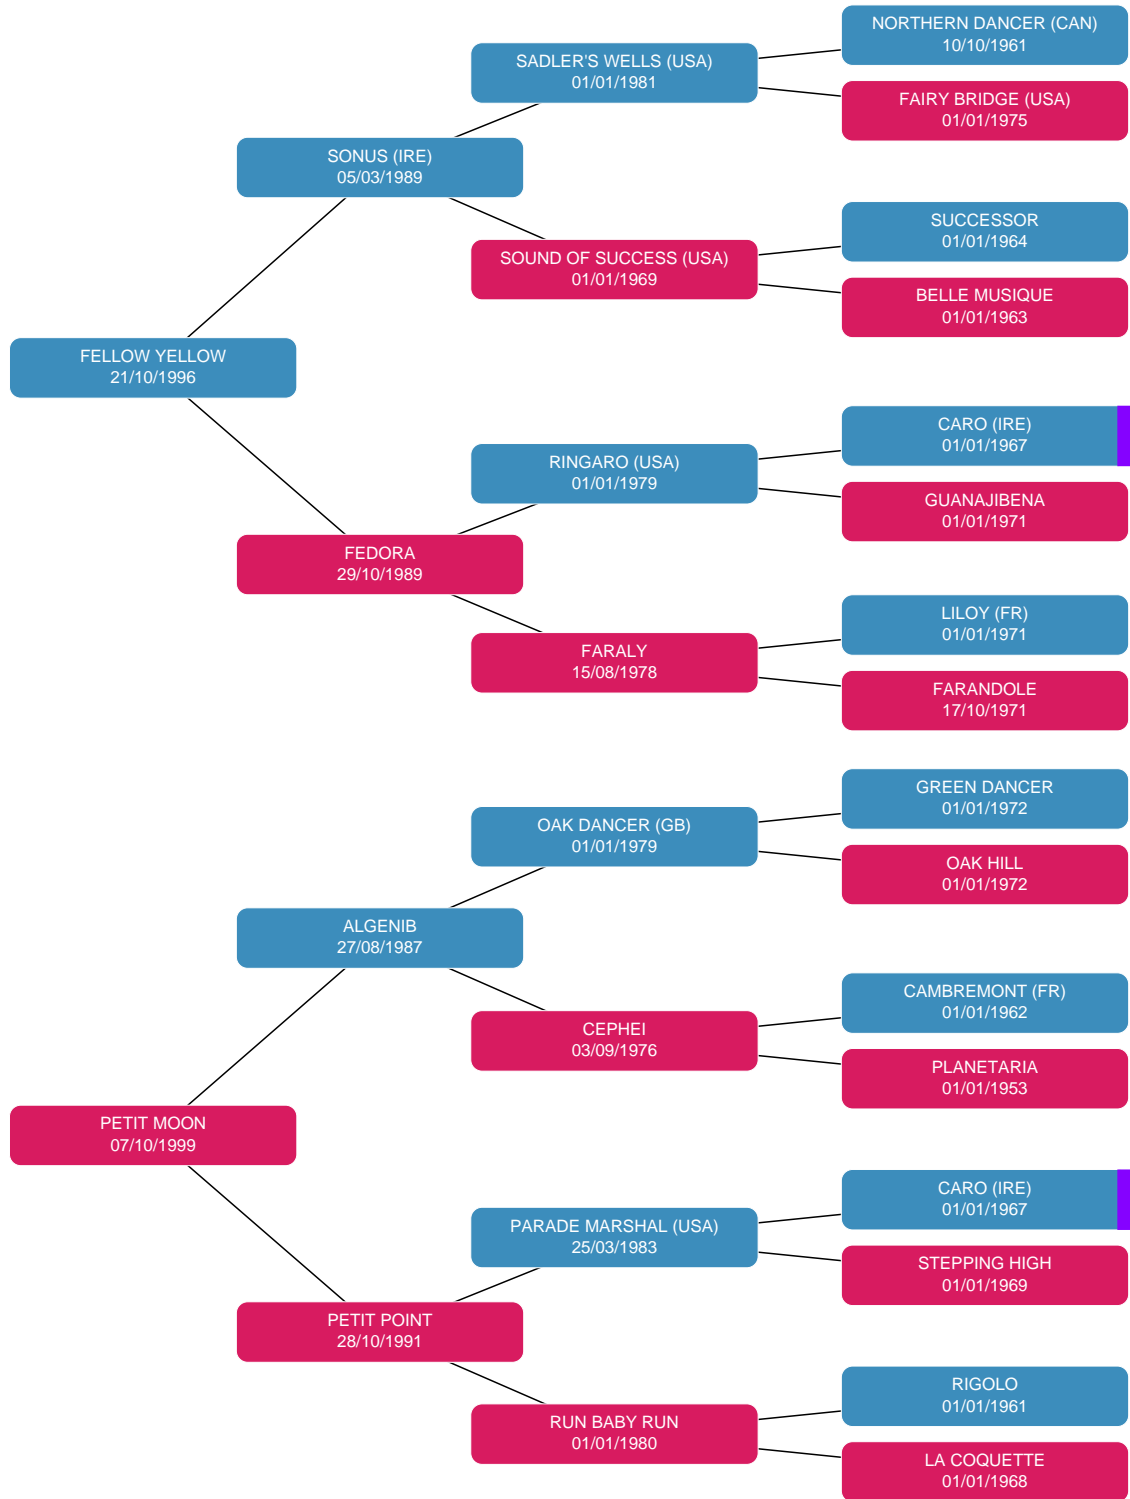 NORTHERN DANCER (CAN)
10/10/1961
SADLER'S WELLS (USA)
01/01/1981
FAIRY BRIDGE (USA)
01/01/1975
SONUS (IRE)
05/03/1989
SUCCESSOR
01/01/1964
SOUND OF SUCCESS (USA)
01/01/1969
BELLE MUSIQUE
01/01/1963
FELLOW YELLOW
21/10/1996
CARO (IRE)
01/01/1967
RINGARO (USA)
01/01/1979
GUANAJIBENA
01/01/1971
FEDORA
29/10/1989
LILOY (FR)
01/01/1971
FARALY
15/08/1978
FARANDOLE
17/10/1971
GREEN DANCER
01/01/1972
OAK DANCER (GB)
01/01/1979
OAK HILL
01/01/1972
ALGENIB
27/08/1987
CAMBREMONT (FR)
01/01/1962
CEPHEI
03/09/1976
PLANETARIA
01/01/1953
PETIT MOON
07/10/1999
CARO (IRE)
01/01/1967
PARADE MARSHAL (USA)
25/03/1983
STEPPING HIGH
01/01/1969
PETIT POINT
28/10/1991
RIGOLO
01/01/1961
RUN BABY RUN
01/01/1980
LA COQUETTE
01/01/1968